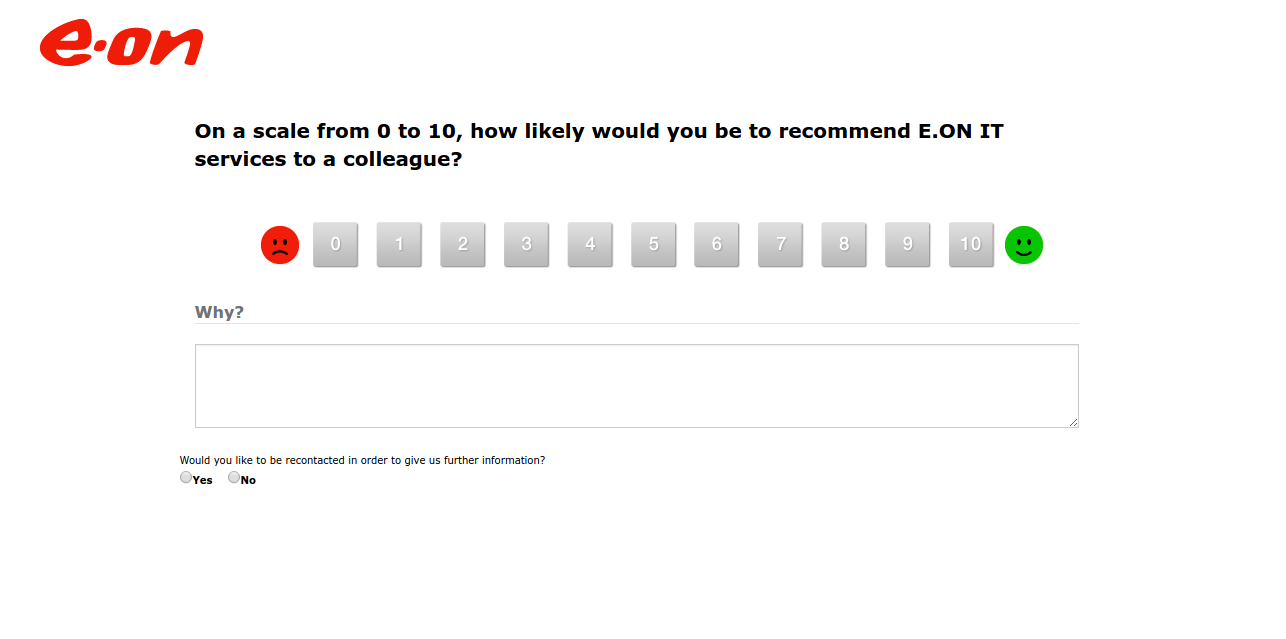 e·on
On a scale from 0 to 10, how likely would you be to recommend E.ON IT
services to a colleague?
0 1 2 3 4 5 6 7 8 9 10
Why?
Would you like to be recontacted in order to give us further information?
Yes No